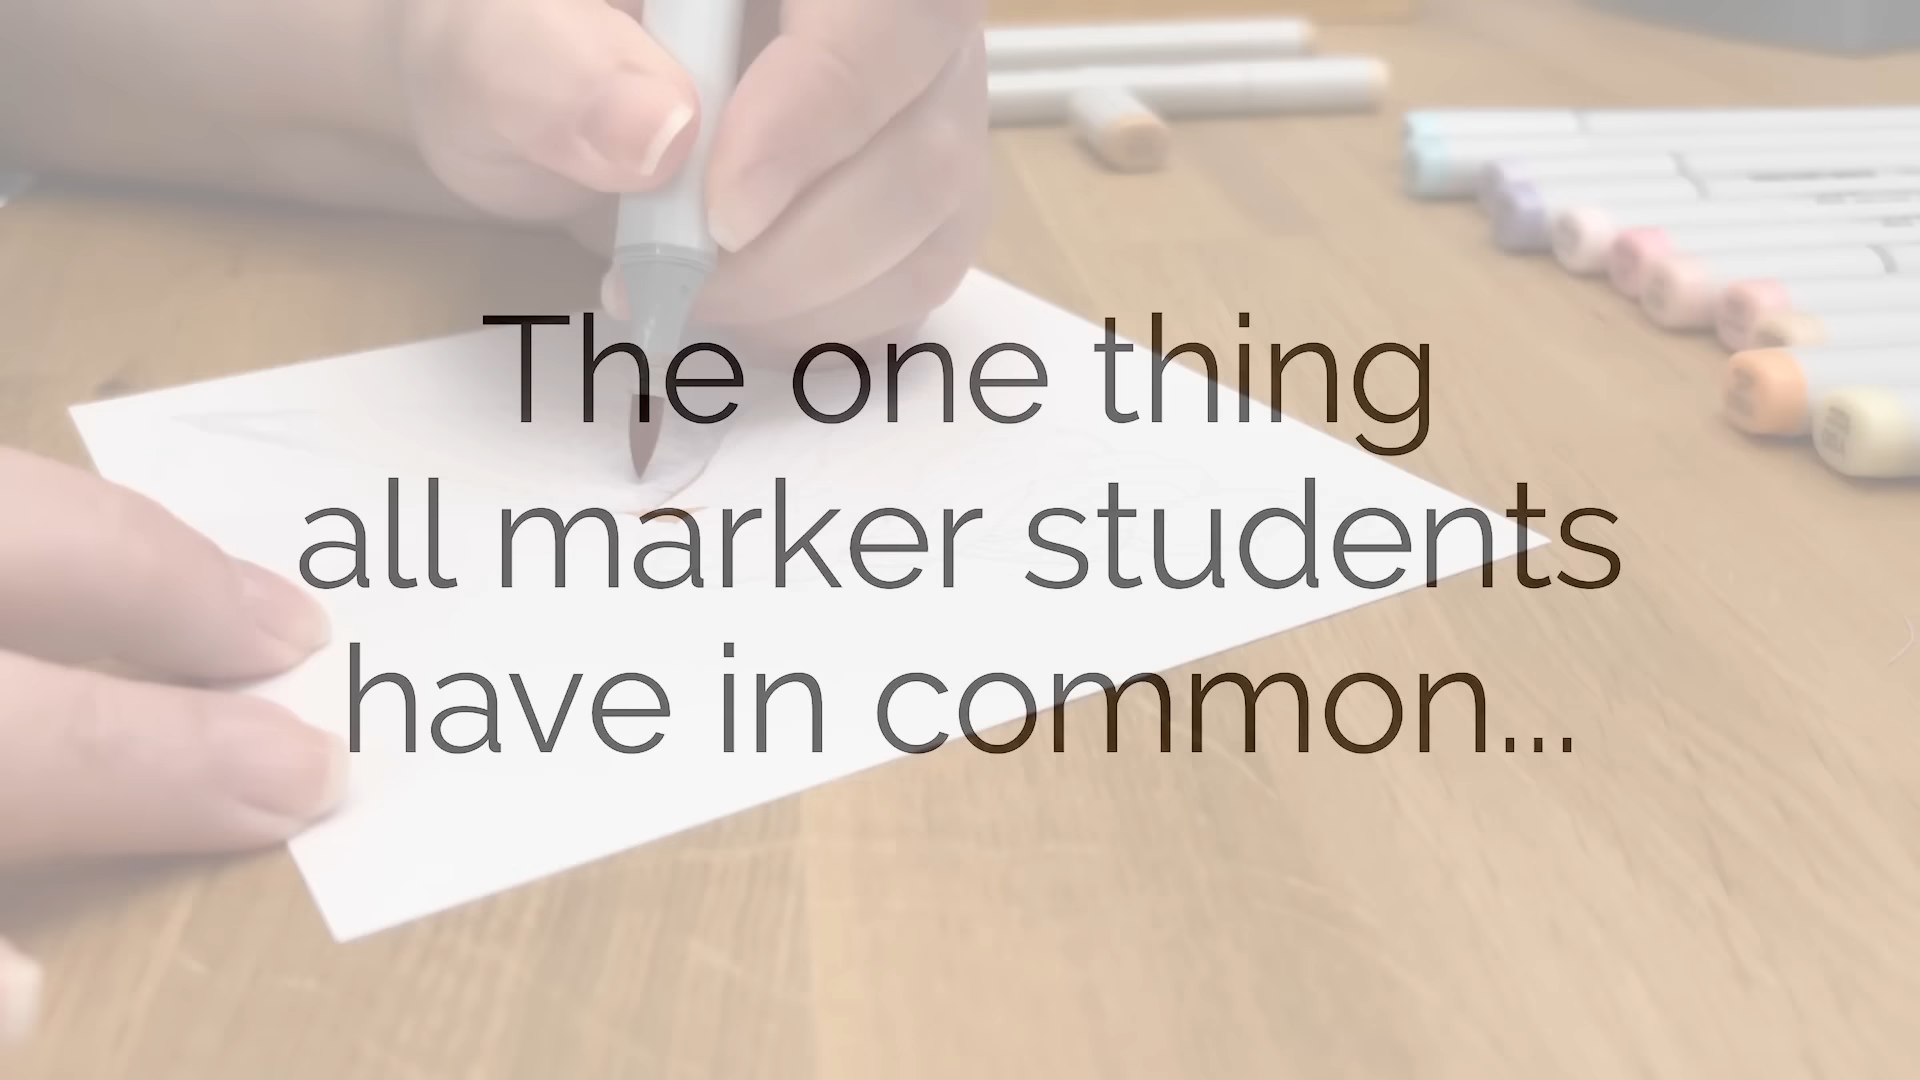 The one thing
all marker students
have in common...